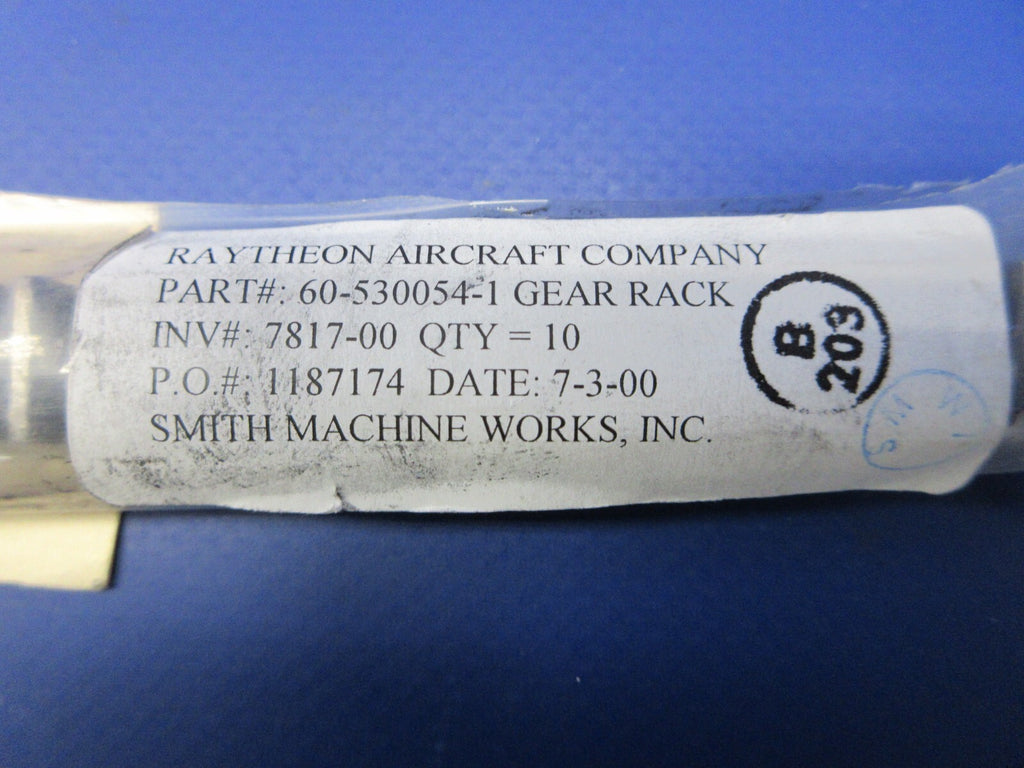 RAYTHEON AIRCRAFT COMPANY
PART#: 60-530054-1 GEAR RACK
INV#: 7817-00 QTY = 10
P.O.#: 1187174 DATE: 7-3-00
SMITH MACHINE WORKS, INC.
B
209
SMWI